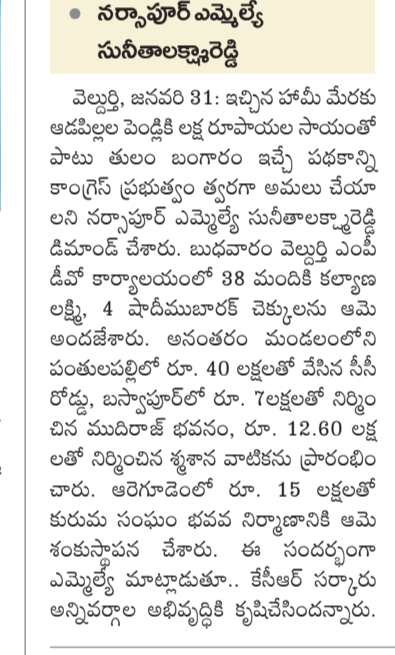 • నర్సాపూర్ ఎమ్మెల్యే
సునీతాలక్ష్మారెడ్డి
వెల్దుర్తి, జనవరి 31: ఇచ్చిన హామీ మేరకు
ఆడపిల్లల పెండ్లికి లక్ష రూపాయల సాయంతో
పాటు తులం బంగారం ఇచ్చే పథకాన్ని
కాంగ్రెస్ ప్రభుత్వం త్వరగా అమలు చేయా
లని నర్సాపూర్ ఎమ్మెల్యే సునీతాలక్ష్మారెడ్డి
డిమాండ్ చేశారు. బుధవారం వెల్దుర్తి ఎంపీ
డీవో కార్యాలయంలో 38 మందికి కల్యాణ
లక్ష్మి, 4 షాదీముబారక్ చెక్కులను ఆమె
అందజేశారు. అనంతరం మండలంలోని
పంతులపల్లిలో రూ. 40 లక్షలతో వేసిన సీసీ
రోడ్డు, బస్వాపూర్‌లో రూ. 7లక్షలతో నిర్మిం
చిన ముదిరాజ్ భవనం, రూ. 12.60 లక్ష
లతో నిర్మించిన శ్మశాన వాటికను ప్రారంభిం
చారు. ఆరెగూడెంలో రూ. 15 లక్షలతో
కురుమ సంఘం భవవ నిర్మాణానికి ఆమె
శంకుస్థాపన చేశారు. ఈ సందర్భంగా
ఎమ్మెల్యే మాట్లాడుతూ.. కేసీఆర్ సర్కారు
అన్నివర్గాల అభివృద్ధికి కృషిచేసిందన్నారు.